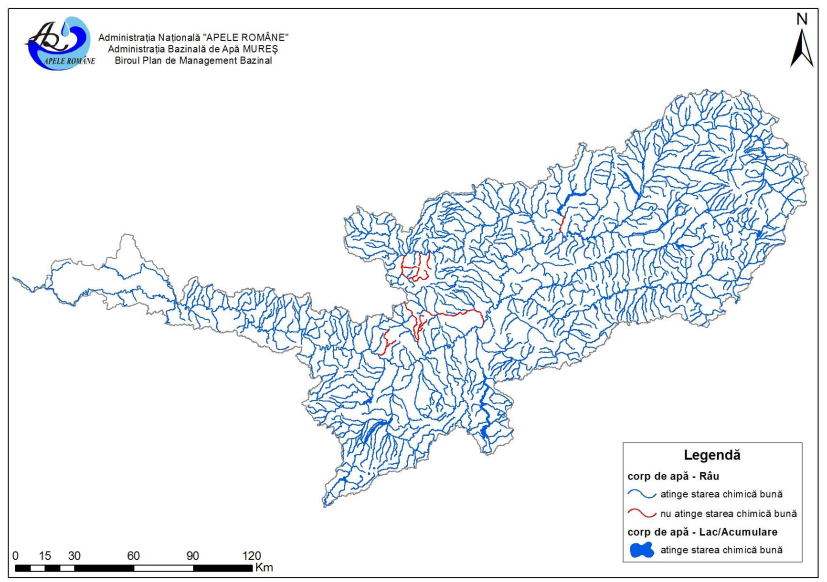 Administrația Națională "APELE ROMÂNE"
Administrația Bazinală de Apă MUREȘ
Biroul Plan de Management Bazinal
AR
APELE ROMÂNE
N
Legendă
corp de apă - Râu
atinge starea chimică bună
nu atinge starea chimică bună
corp de apă - Lac/Acumulare
atinge starea chimică bună
0 15 30 60 90 120
Km